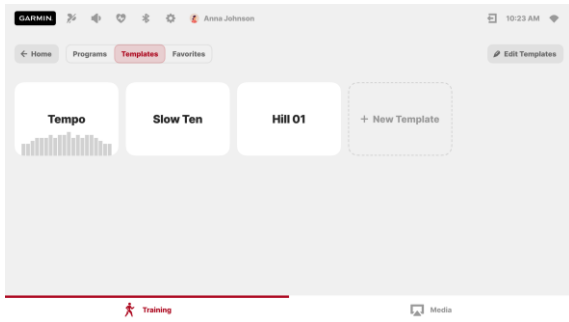 GARMIN Anna Johnson 10:23 AM
Home Programs Templates Favorites Edit Templates
Tempo Slow Ten Hill 01 + New Template
Training Media